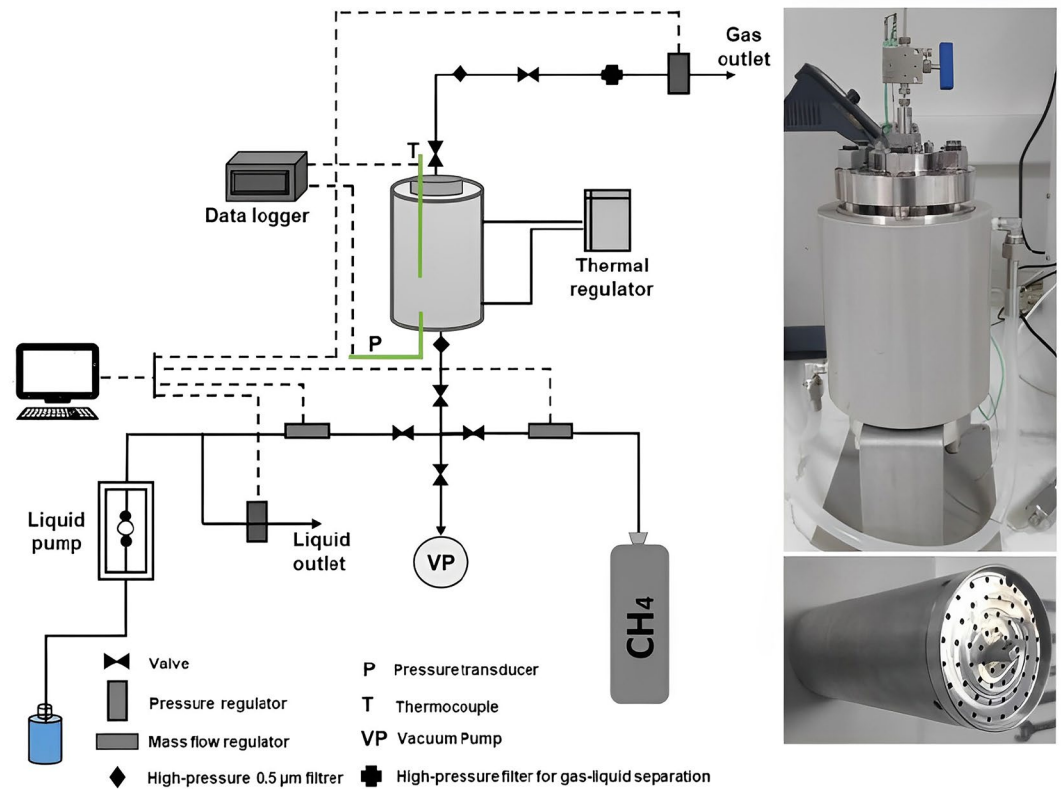 Gas
outlet
T
Data logger
Thermal
regulator
P
Liquid
pump
Liquid
outlet
VP
CH4
Valve
Pressure regulator
Mass flow regulator
High-pressure 0.5 μm filtrer
P Pressure transducer
T Thermocouple
VP Vacuum Pump
High-pressure filter for gas-liquid separation